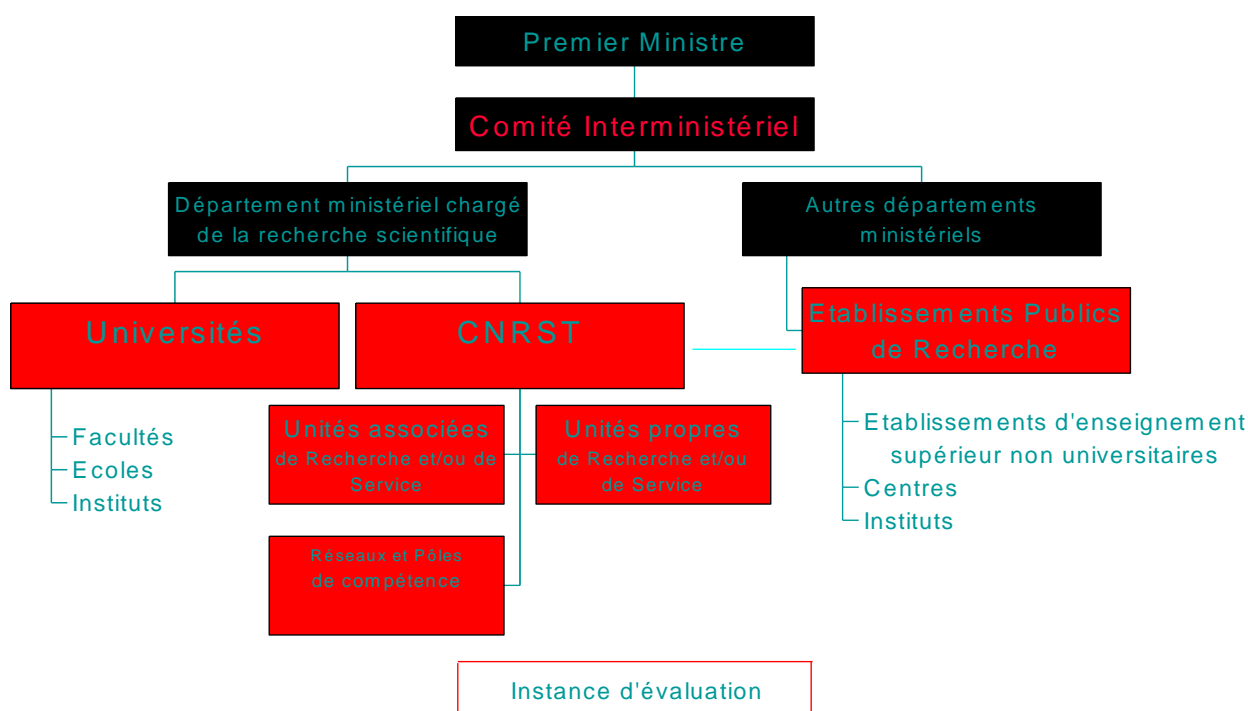 Premier Ministre
Comité Interministériel
Département ministériel chargé
de la recherche scientifique
Autres départements
ministériels
Universités
CNRST
Etablissements Publics
de Recherche
Facultés
Ecoles
Instituts
Unités associées
de Recherche et/ou de
Service
Unités propres
de Recherche et/ou
de Service
Etablissements d'enseignement
supérieur non universitaires
Centres
Instituts
Réseaux et Pôles
de compétence
Instance d'évaluation